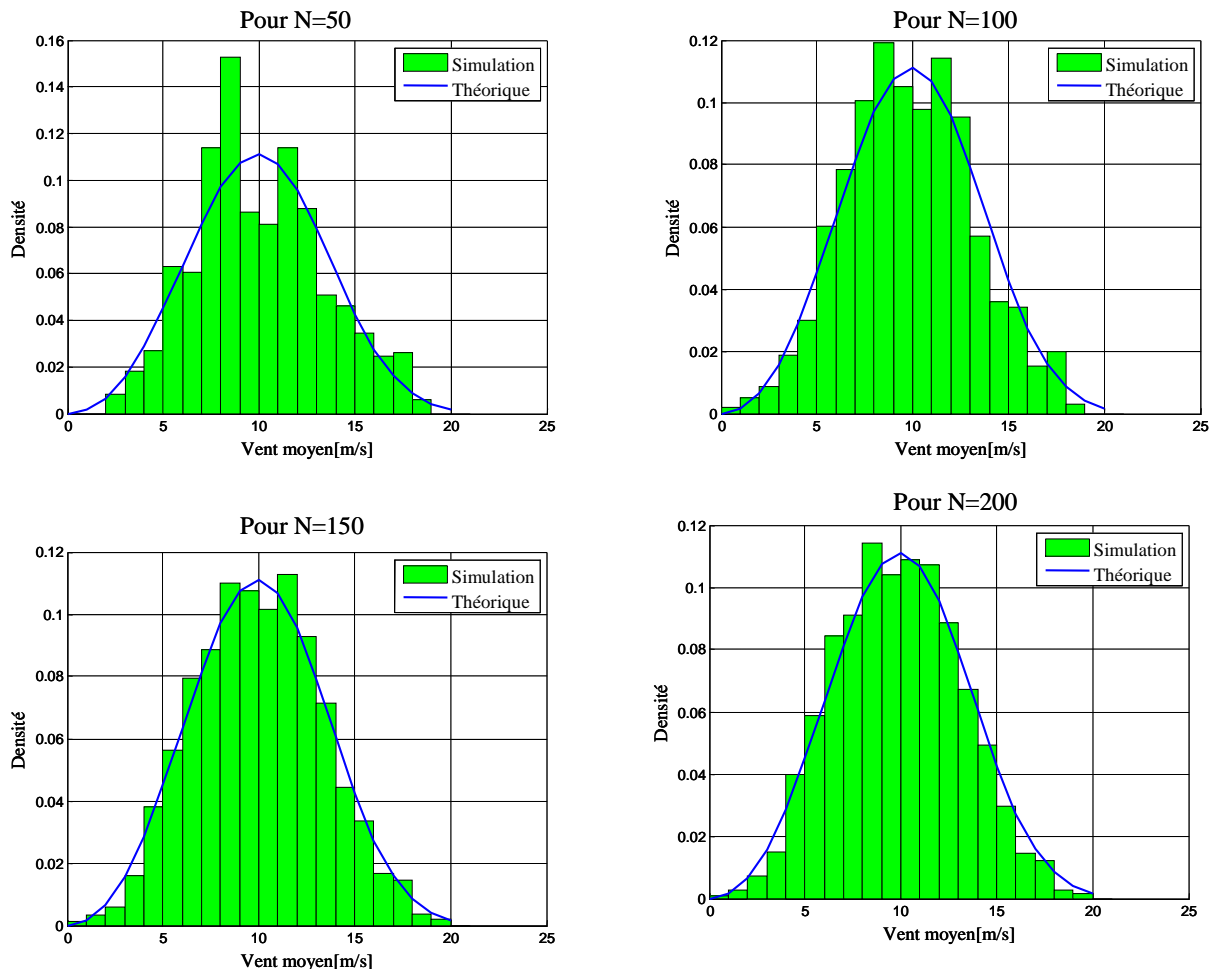 Pour N=50
0.16
0.14
0.12
0.1
0.08
0.06
0.04
0.02
0
Densité
Simulation
Théorique
0 5 10 15 20 25
Vent moyen[m/s]
Pour N=100
0.12
0.1
0.08
0.06
0.04
0.02
0
Densité
Simulation
Théorique
0 5 10 15 20 25
Vent moyen[m/s]
Pour N=150
0.12
0.1
0.08
0.06
0.04
0.02
0
Densité
Simulation
Théorique
0 5 10 15 20 25
Vent moyen[m/s]
Pour N=200
0.12
0.1
0.08
0.06
0.04
0.02
0
Densité
Simulation
Théorique
0 5 10 15 20 25
Vent moyen[m/s]